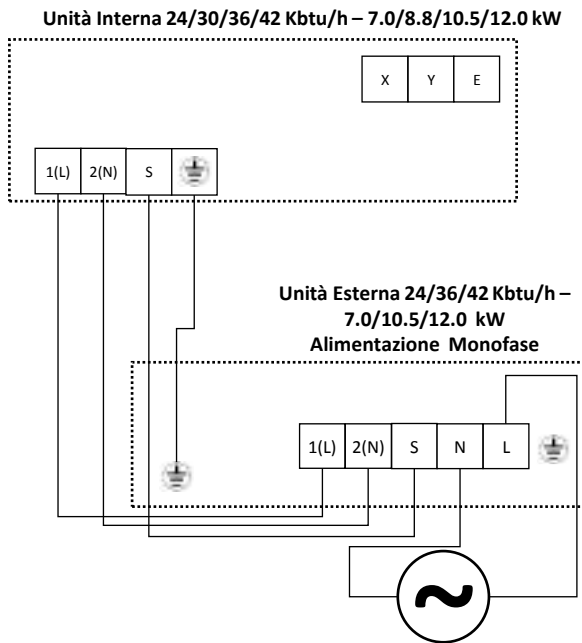 Unità Interna 24/30/36/42 Kbtu/h – 7.0/8.8/10.5/12.0 kW
X Y E
1(L) 2(N) S
Unità Esterna 24/36/42 Kbtu/h –
7.0/10.5/12.0 kW
Alimentazione Monofase
1(L) 2(N) S N L
~